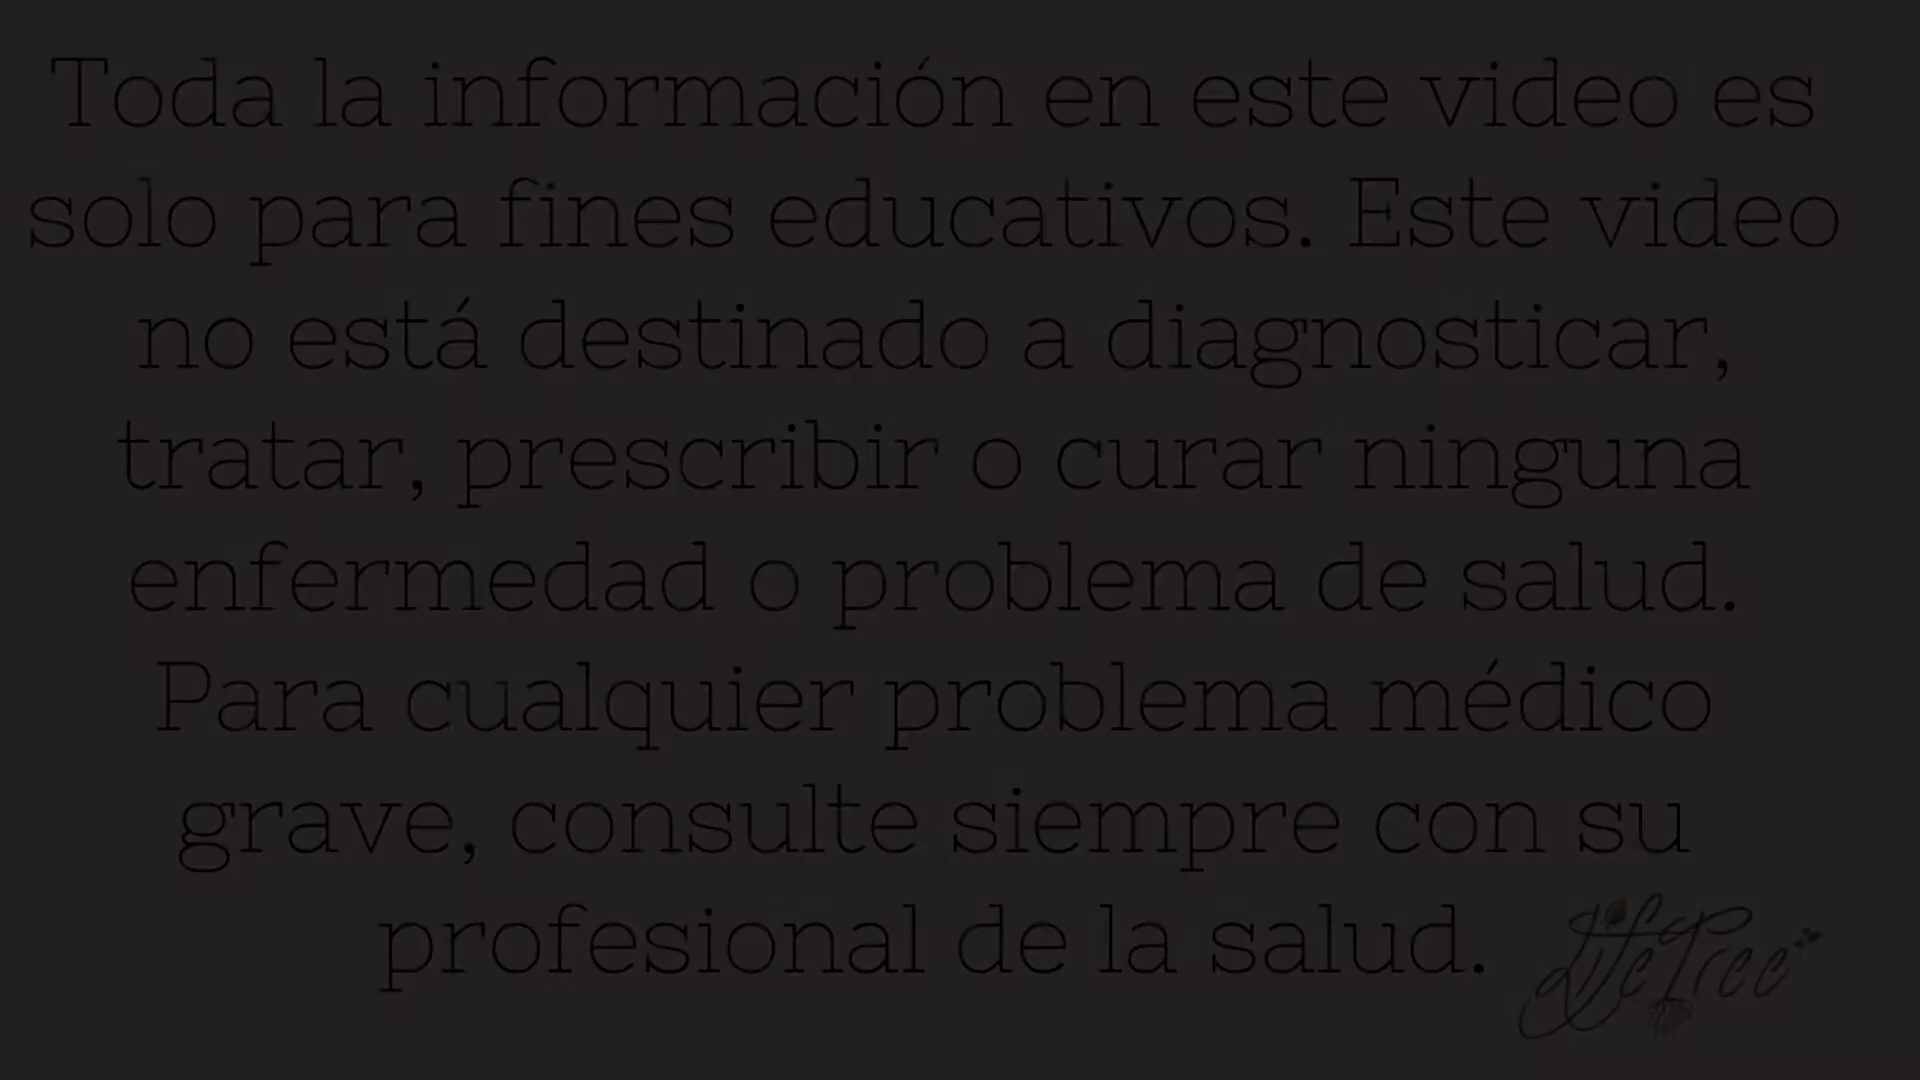 Toda la información en este video es
solo para fines educativos. Este video
no está destinado a diagnosticar,
tratar, prescribir o curar ninguna
enfermedad o problema de salud.
Para cualquier problema médico
grave, consulte siempre con su
profesional de la salud.
LifeTree